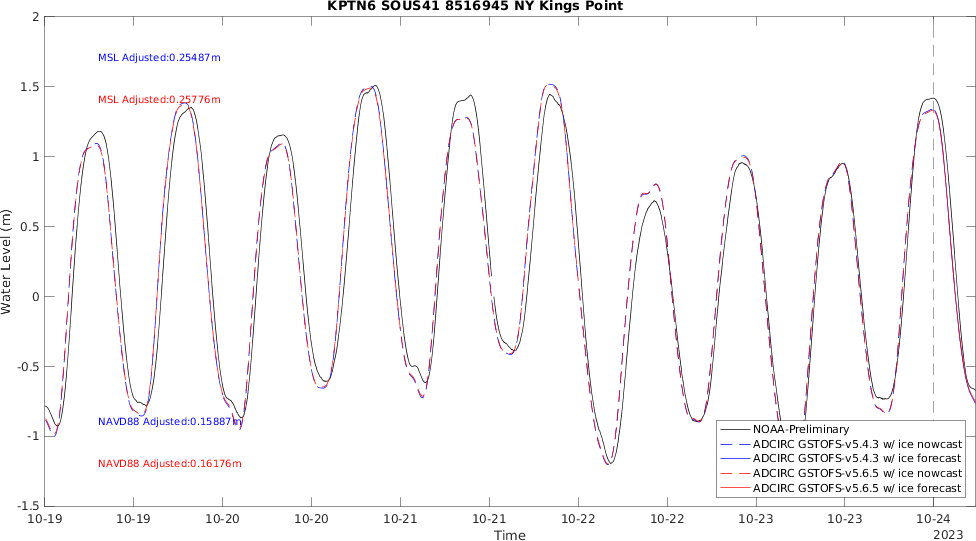 KPTN6 SOUS41 8516945 NY Kings Point
2
1.5
1
0.5
0
-0.5
-1
-1.5
Water Level (m)
MSL Adjusted:0.25487m
MSL Adjusted:0.25776m
NAVD88 Adjusted:0.15887m
NAVD88 Adjusted:0.16176m
NOAA-Preliminary
ADCIRC GSTOFS-v5.4.3 w/ ice nowcast
ADCIRC GSTOFS-v5.4.3 w/ ice forecast
ADCIRC GSTOFS-v5.6.5 w/ ice nowcast
ADCIRC GSTOFS-v5.6.5 w/ ice forecast
10-19 10-19 10-20 10-20 10-21 10-21 10-22 10-22 10-23 10-23 10-24
Time
2023